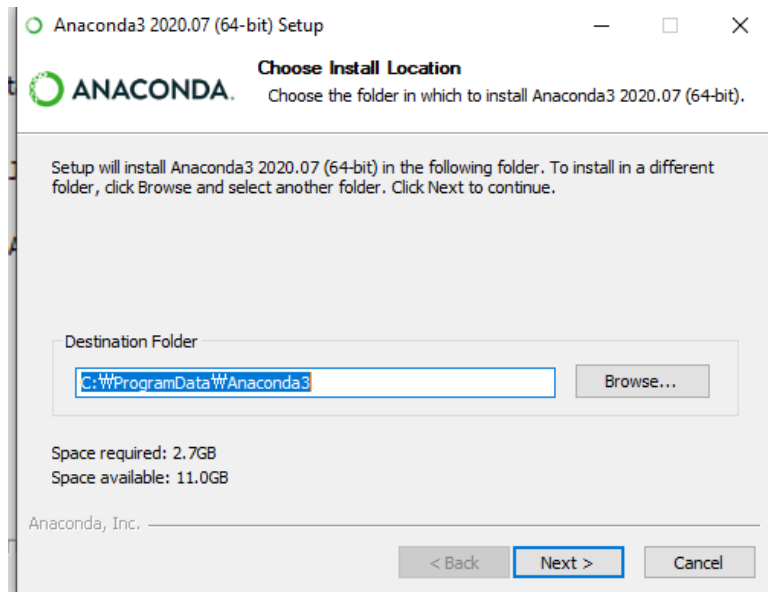 Anaconda3 2020.07 (64-bit) Setup
ANACONDA.
Choose Install Location
Choose the folder in which to install Anaconda3 2020.07 (64-bit).
Setup will install Anaconda3 2020.07 (64-bit) in the following folder. To install in a different
folder, click Browse and select another folder. Click Next to continue.
Destination Folder
C:₩ProgramData₩Anaconda3
Browse...
Space required: 2.7GB
Space available: 11.0GB
Anaconda, Inc.
< Back
Next >
Cancel